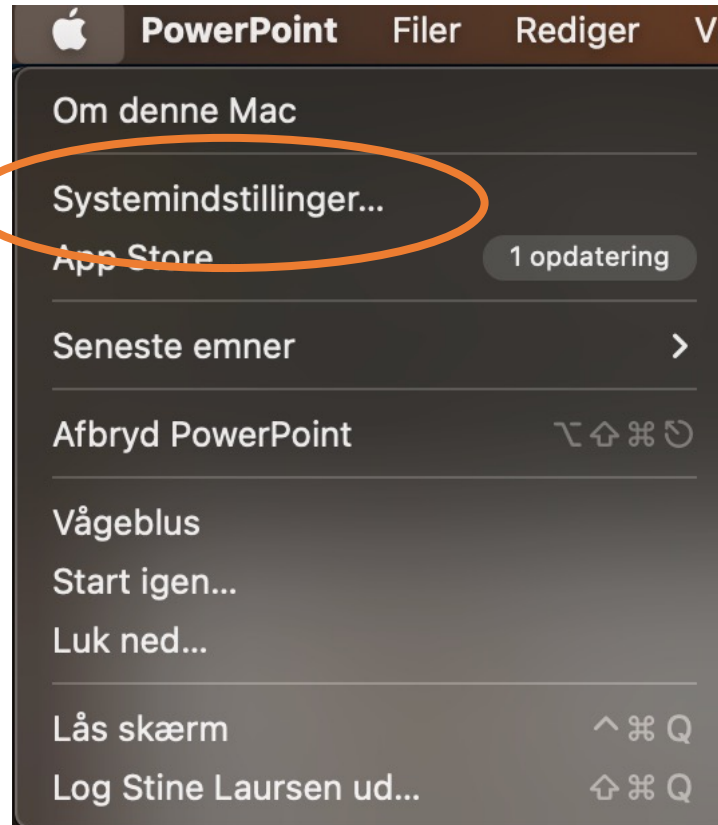 PowerPoint Filer Rediger V
Om denne Mac
Systemindstillinger...
App Store 1 opdatering
Seneste emner
Afbryd PowerPoint ⌥⇧⌘⎋
Vågeblus
Start igen...
Luk ned...
Lås skærm ^⌘Q
Log Stine Laursen ud... ⇧⌘Q